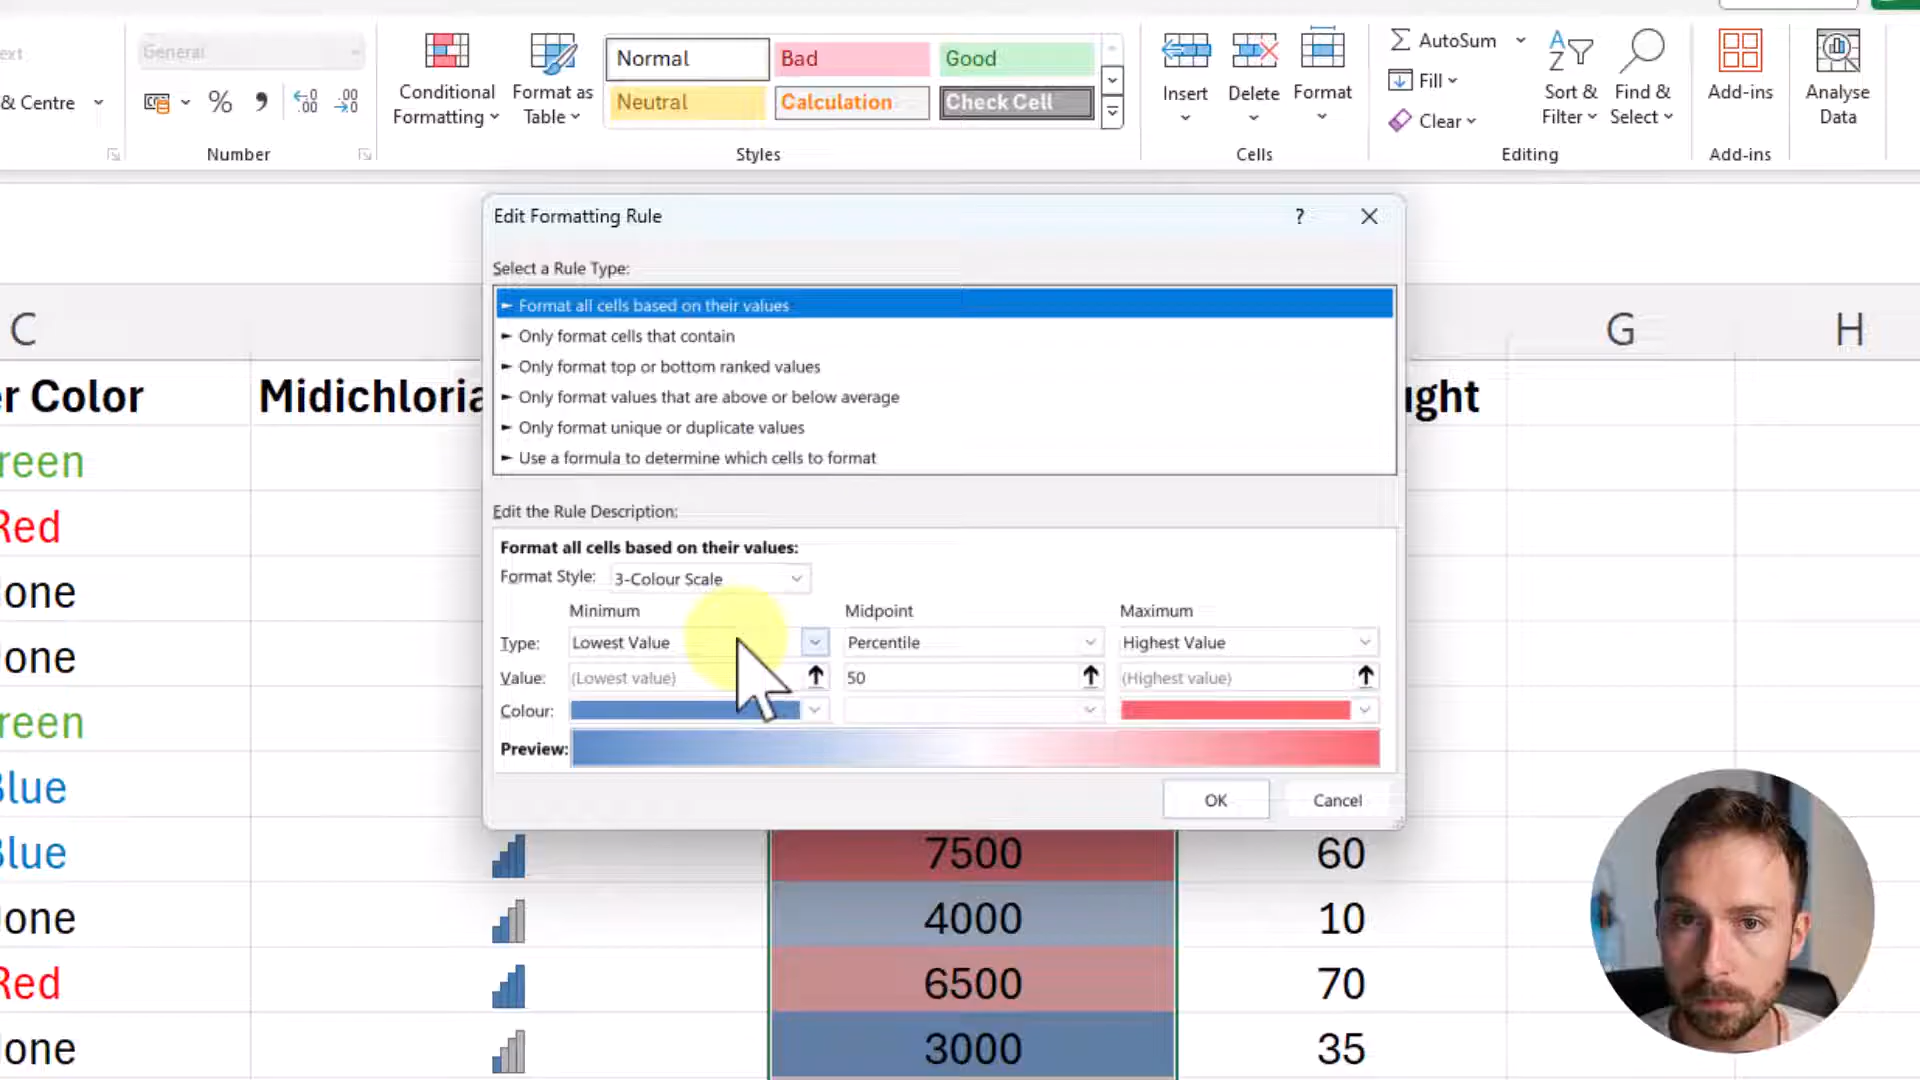 General
Conditional
Formatting
Format as
Table
Normal
Bad
Good
Neutral
Calculation
Check Cell
Insert
Delete
Format
AutoSum
Fill
Clear
Sort &
Filter
Find &
Select
Add-ins
Analyse
Data
& Centre
%
Number
Styles
Cells
Editing
Add-ins
Edit Formatting Rule
?
Select a Rule Type:
► Format all cells based on their values
► Only format cells that contain
► Only format top or bottom ranked values
► Only format values that are above or below average
► Only format unique or duplicate values
► Use a formula to determine which cells to format
Edit the Rule Description:
Format all cells based on their values:
Format Style: 3-Colour Scale
Minimum Midpoint Maximum
Type: Lowest Value Percentile Highest Value
Value: (Lowest value) 50 (Highest value)
Colour:
Preview:
OK Cancel
C G H
r Color Midichloria ght
reen
Red
one
one
reen
Blue
Blue 7500 60
one 4000 10
Red 6500 70
one 3000 35